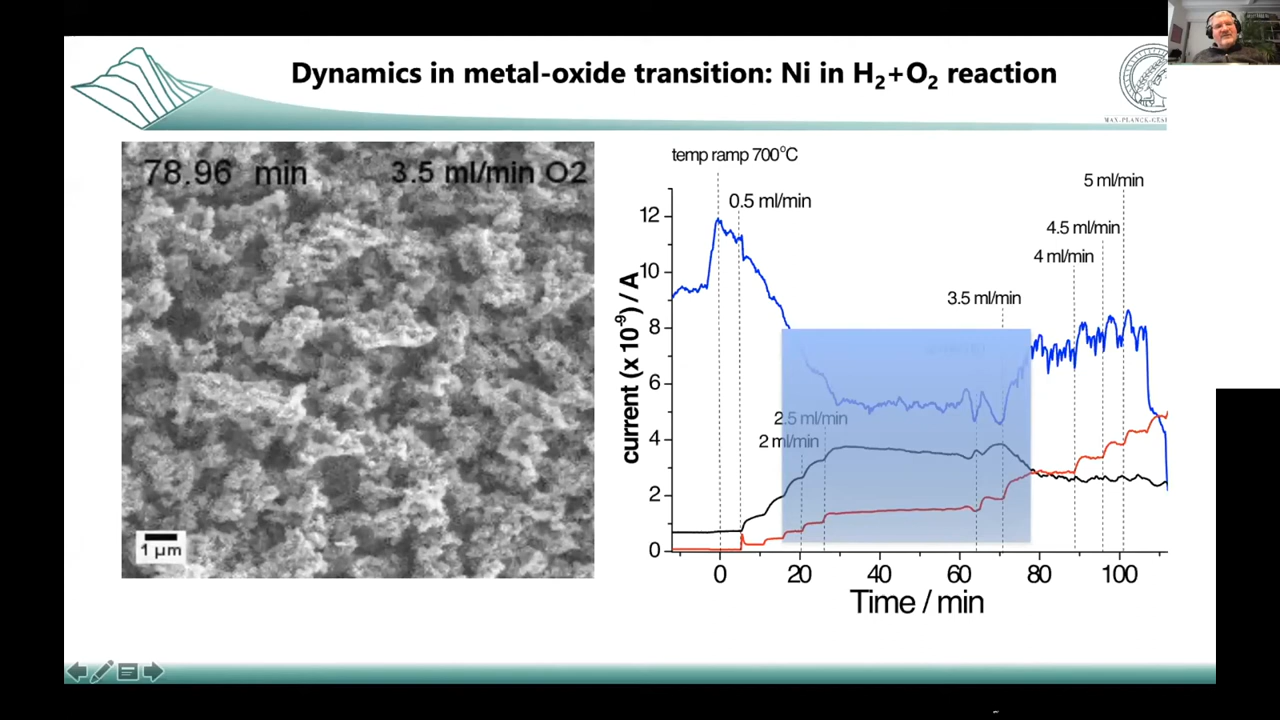 Dynamics in metal-oxide transition: Ni in H₂+O₂ reaction
MAX-PLANCK-GESE
78.96 min
3.5 ml/min O2
1 µm
temp ramp 700°C
0.5 ml/min
5 ml/min
4.5 ml/min
4 ml/min
3.5 ml/min
2.5 ml/min
2 ml/min
current (x 10⁻⁹) / A
12
10
8
6
4
2
0
0 20 40 60 80 100
Time / min